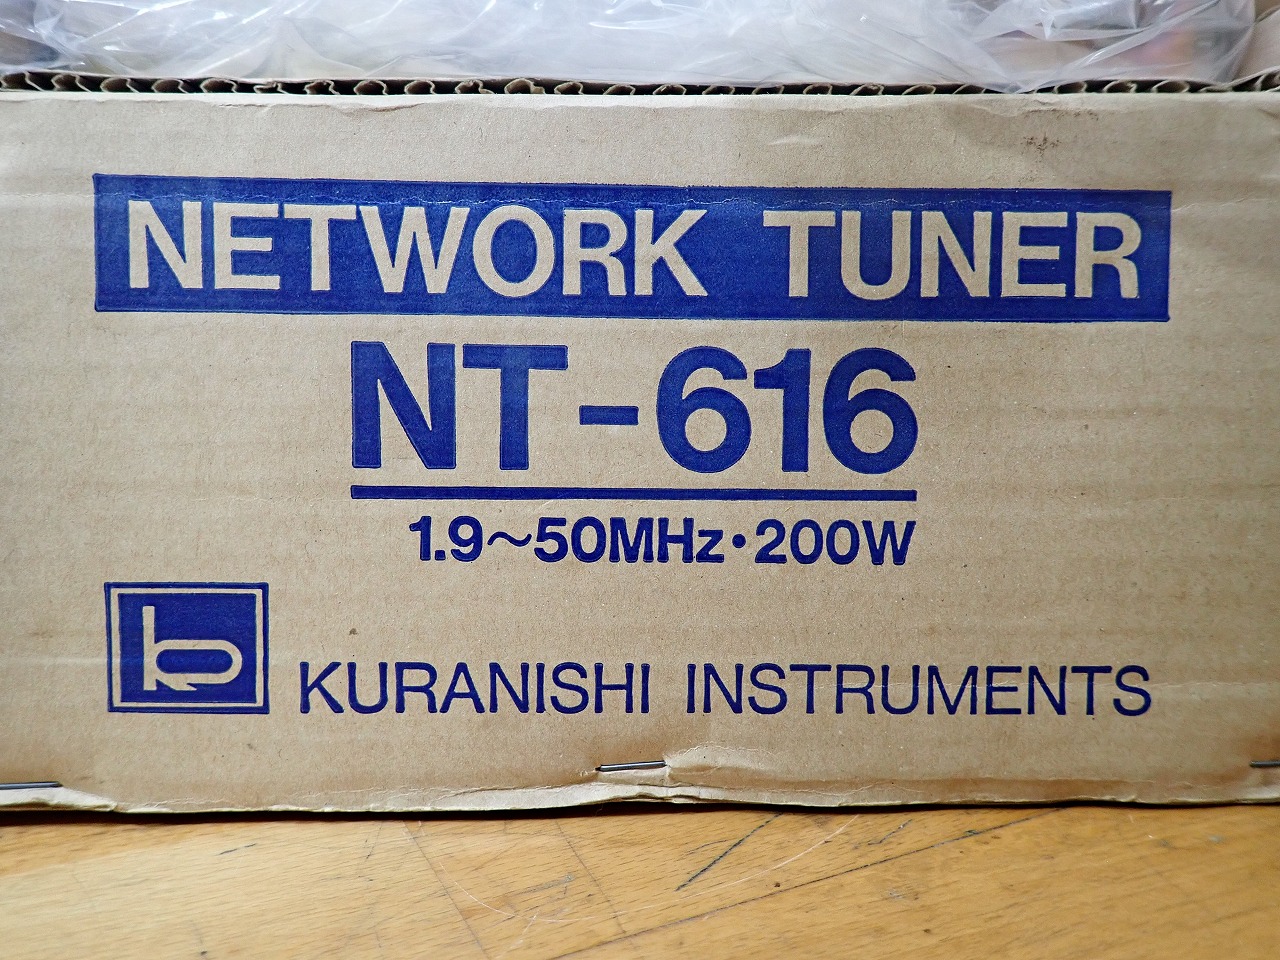 NETWORK TUNER
NT-616
1.9～50MHz・200W
KURANISHI INSTRUMENTS